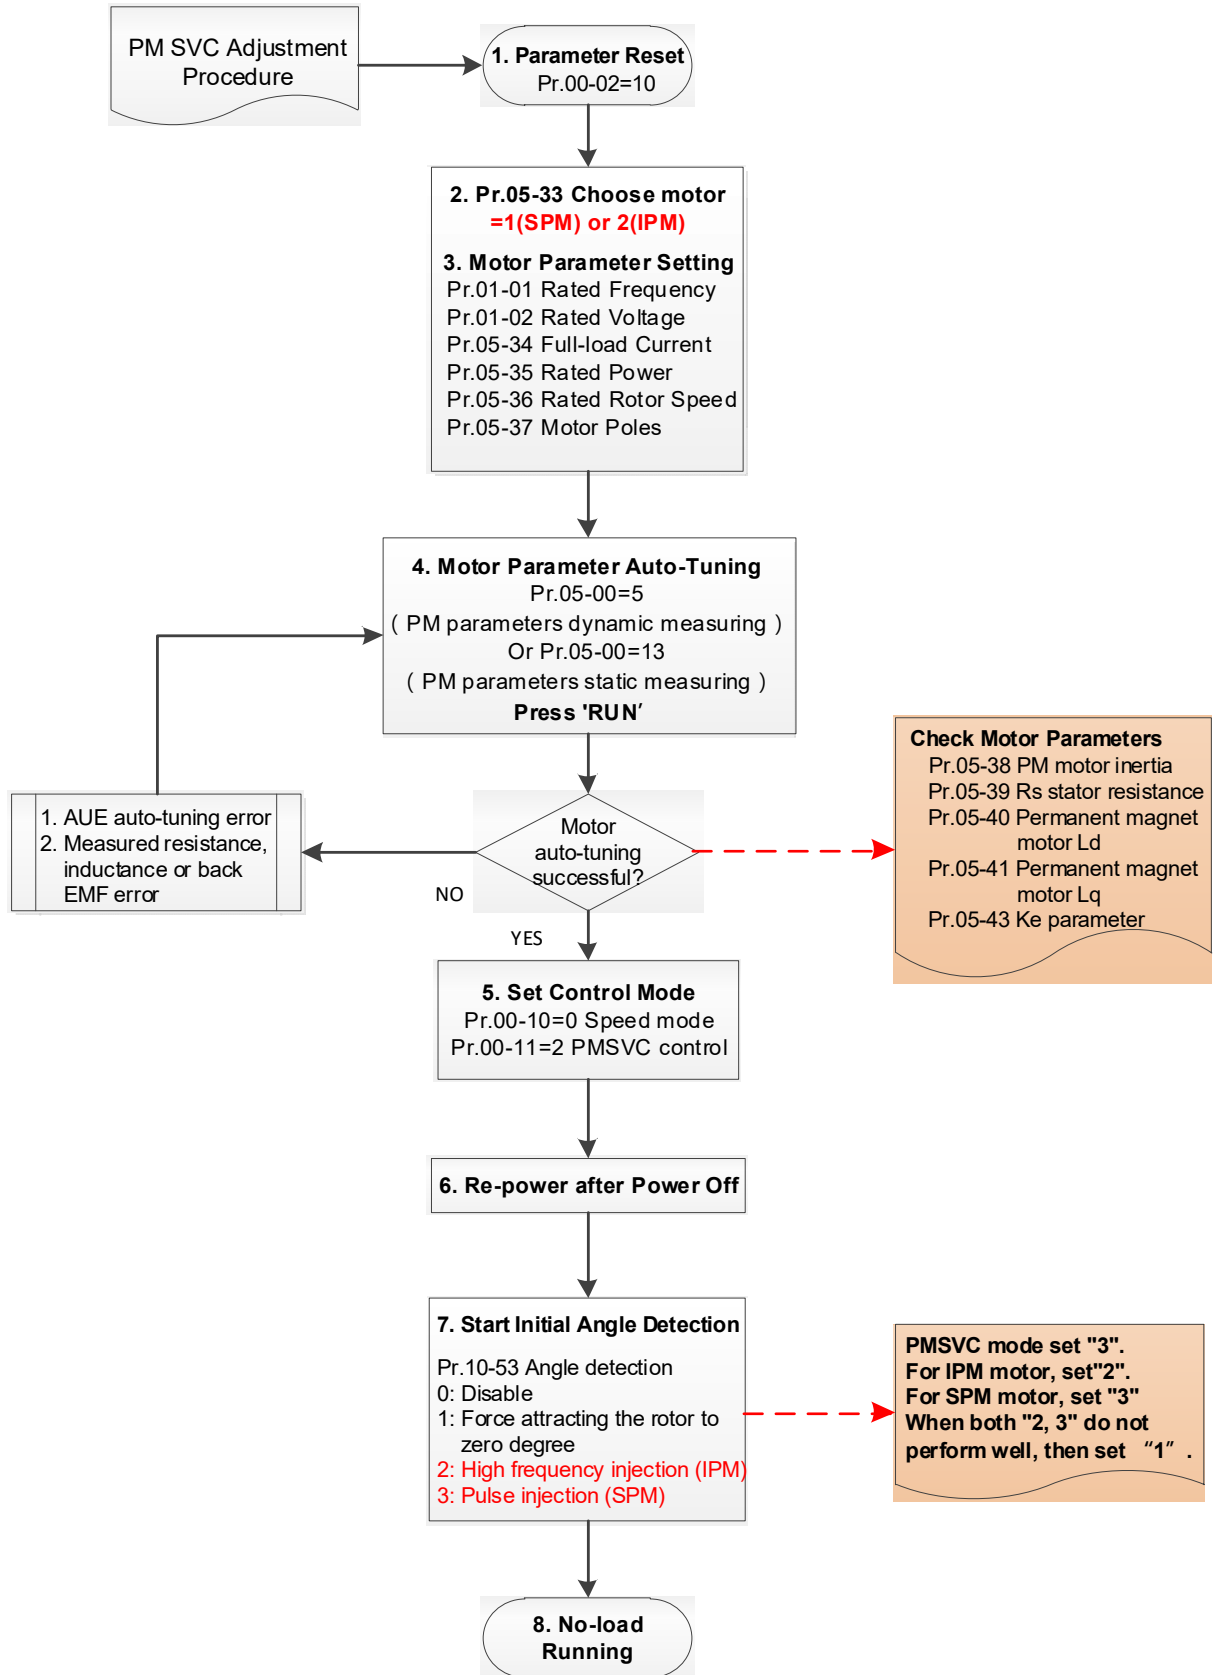 PM SVC Adjustment
Procedure
1. Parameter Reset
Pr.00-02=10
2. Pr.05-33 Choose motor
=1(SPM) or 2(IPM)
3. Motor Parameter Setting
Pr.01-01 Rated Frequency
Pr.01-02 Rated Voltage
Pr.05-34 Full-load Current
Pr.05-35 Rated Power
Pr.05-36 Rated Rotor Speed
Pr.05-37 Motor Poles
4. Motor Parameter Auto-Tuning
Pr.05-00=5
( PM parameters dynamic measuring )
Or Pr.05-00=13
( PM parameters static measuring )
Press 'RUN′
Check Motor Parameters
Pr.05-38 PM motor inertia
Pr.05-39 Rs stator resistance
Pr.05-40 Permanent magnet
motor Ld
Pr.05-41 Permanent magnet
motor Lq
Pr.05-43 Ke parameter
1. AUE auto-tuning error
2. Measured resistance,
inductance or back
EMF error
Motor
auto-tuning
successful?
NO
YES
5. Set Control Mode
Pr.00-10=0 Speed mode
Pr.00-11=2 PMSVC control
6. Re-power after Power Off
7. Start Initial Angle Detection
Pr.10-53 Angle detection
0: Disable
1: Force attracting the rotor to
zero degree
2: High frequency injection (IPM)
3: Pulse injection (SPM)
PMSVC mode set "3".
For IPM motor, set"2".
For SPM motor, set "3"
When both "2, 3" do not
perform well, then set “1” .
8. No-load
Running